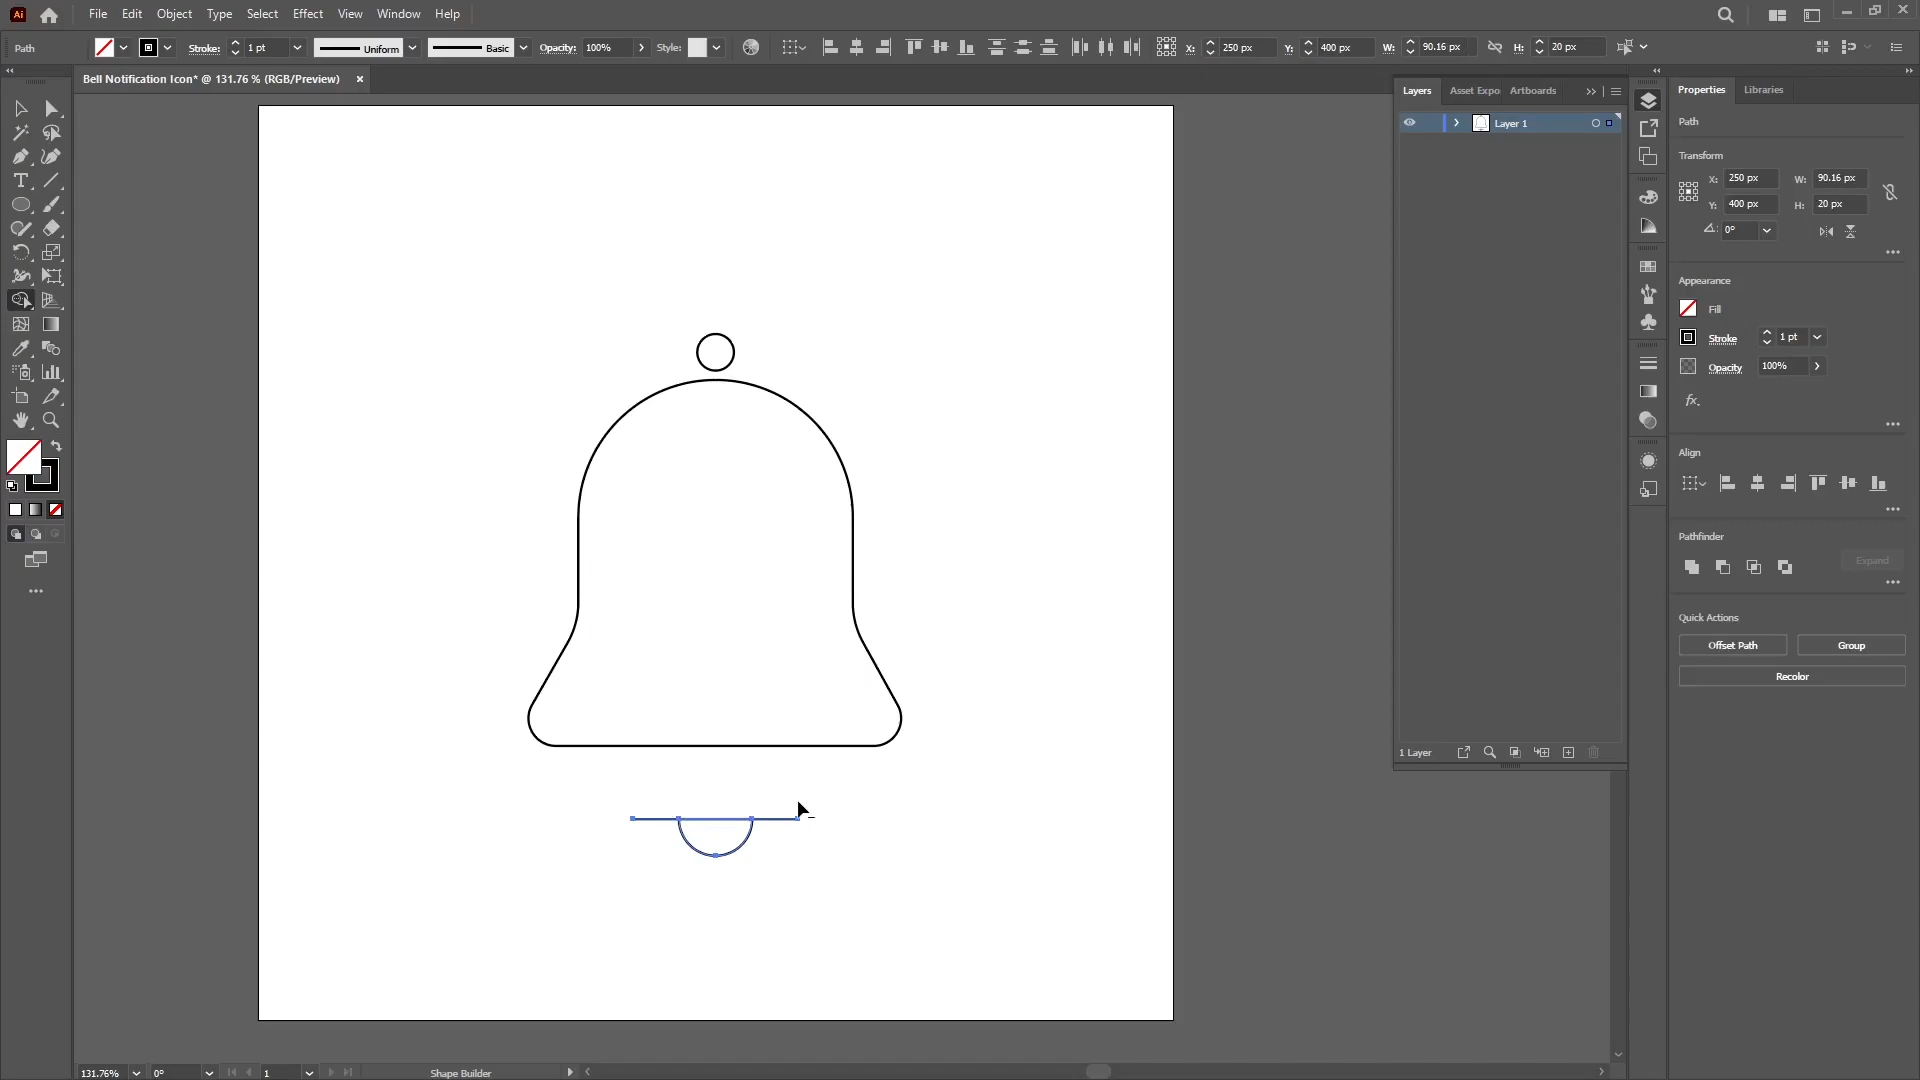 Ai File Edit Object Type Select Effect View Window Help
Path Stroke: 1 pt Uniform Basic Opacity: 100% Style: X: 250 px Y: 400 px W: 90.16 px H: 20 px
Bell Notification Icon* @ 131.76 % (RGB/Preview)
Layers Asset Expo Artboards
Layer 1
1 Layer
Properties Libraries
Path
Transform
X: 250 px W: 90.16 px
Y: 400 px H: 20 px
0°
Appearance
Fill
Stroke 1 pt
Opacity 100%
fx.
Align
Pathfinder
Expand
Quick Actions
Offset Path Group
Recolor
131.76% 0° 1 Shape Builder